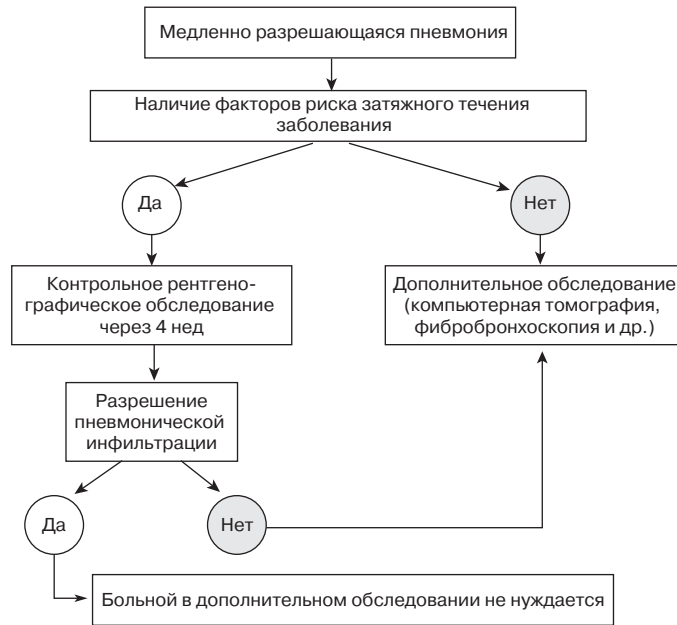 Медленно разрешающаяся пневмония
Наличие факторов риска затяжного течения
заболевания
Да
Нет
Контрольное рентгено-
графическое обследование
через 4 нед
Дополнительное обследование
(компьютерная томография,
фибробронхоскопия и др.)
Разрешение
пневмонической
инфильтрации
Да
Нет
Больной в дополнительном обследовании не нуждается